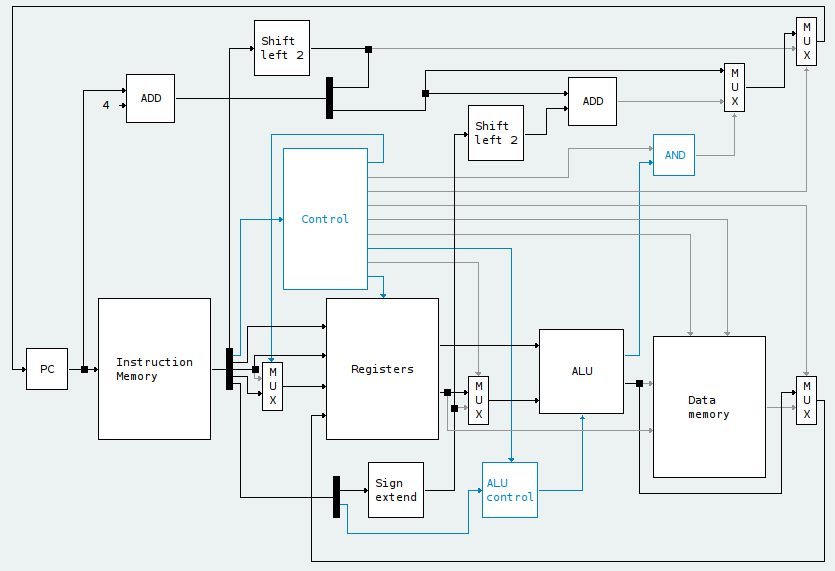 Shift
left 2
M
U
X
M
U
X
ADD
4
ADD
Shift
left 2
AND
Control
Instruction
Memory
PC
Registers
ALU
Data
memory
M
U
X
M
U
X
M
U
X
Sign
extend
ALU
control